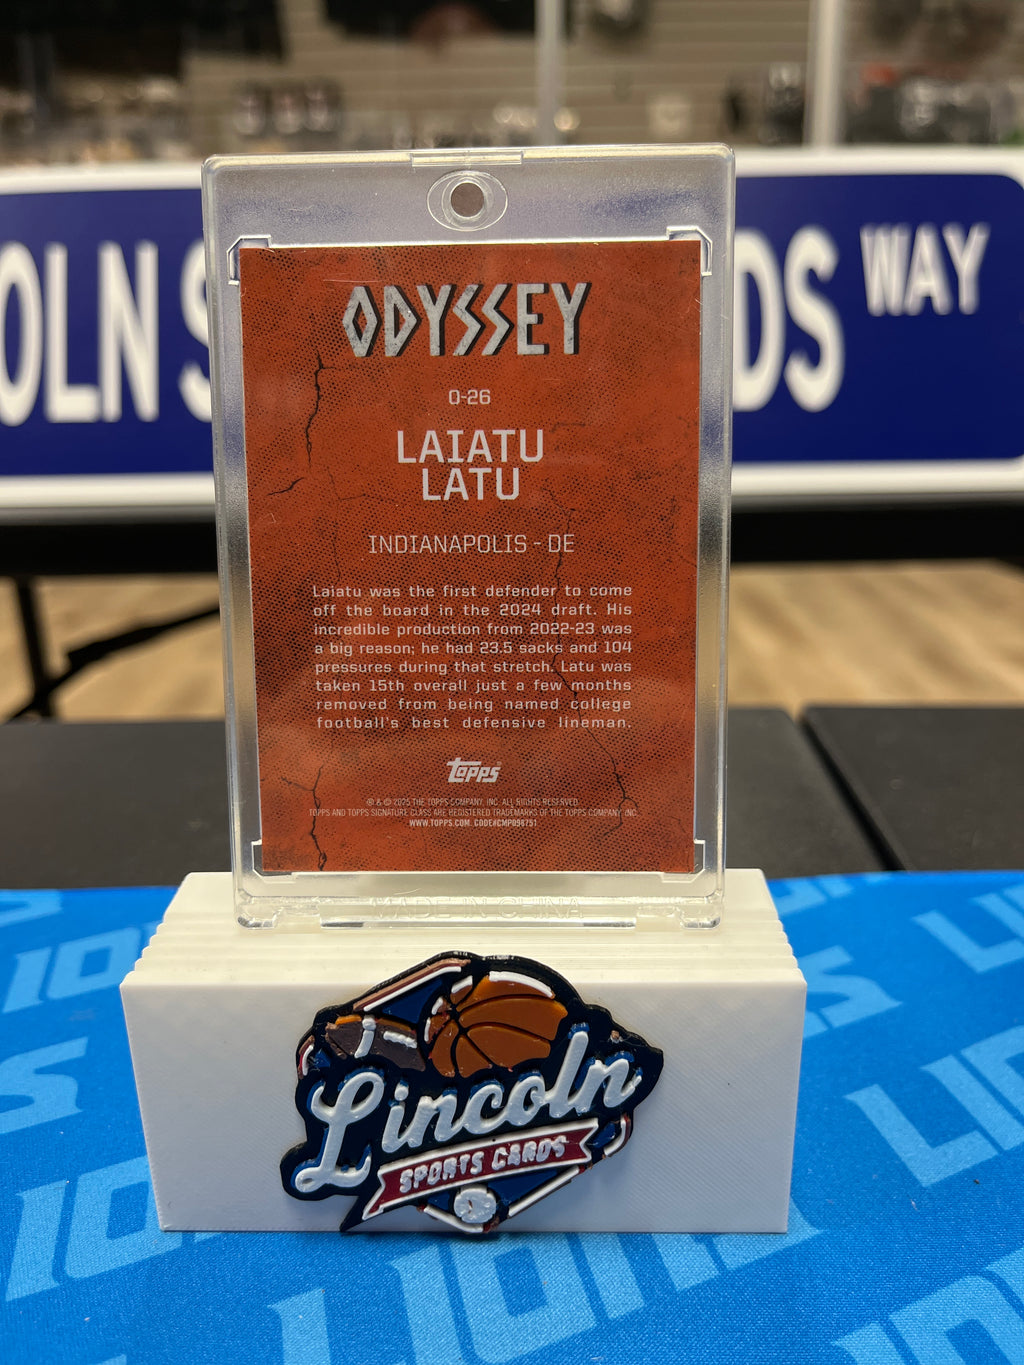 OLN S
DS WAY
ODYSSEY
O-26
LAIATU
LATU
INDIANAPOLIS - DE
Laiatu was the first defender to come
off the board in the 2024 draft. His
incredible production from 2022-23 was
a big reason; he had 23.5 sacks and 104
pressures during that stretch. Latu was
taken 15th overall just a few months
removed from being named college
football's best defensive lineman.
Topps
® & © 2025 THE TOPPS COMPANY, INC. ALL RIGHTS RESERVED.
TOPPS AND TOPPS SIGNATURE CLASS ARE REGISTERED TRADEMARKS OF THE TOPPS COMPANY, INC.
WWW.TOPPS.COM. CODE#CMP098751
MADE IN CHINA
Lincoln
SPORTS CARDS
LIONS